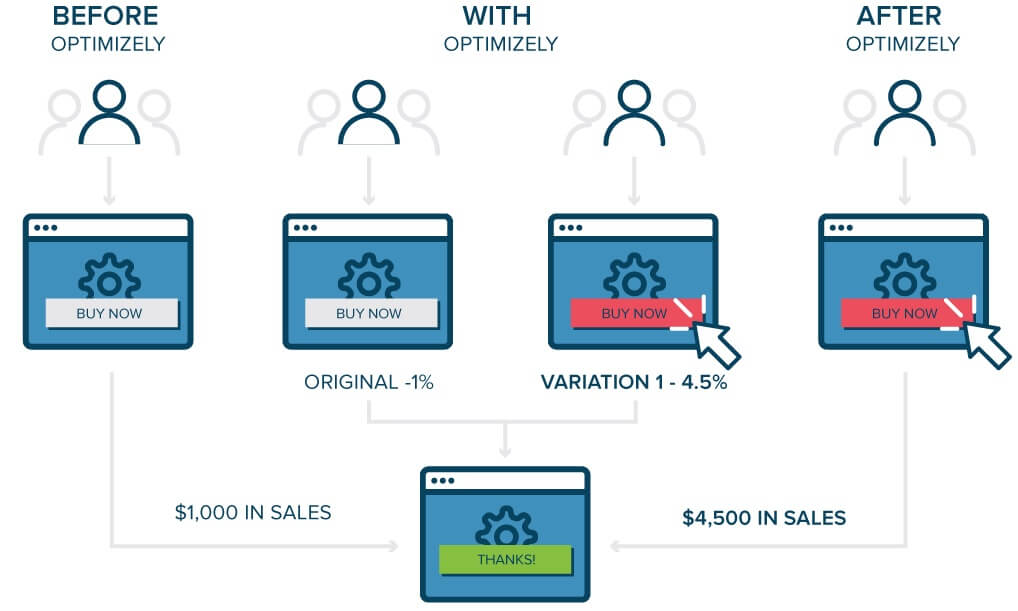 BEFORE
OPTIMIZELY
WITH
OPTIMIZELY
AFTER
OPTIMIZELY
BUY NOW
BUY NOW
BUY NOW
BUY NOW
ORIGINAL -1%
VARIATION 1 - 4.5%
$1,000 IN SALES
$4,500 IN SALES
THANKS!